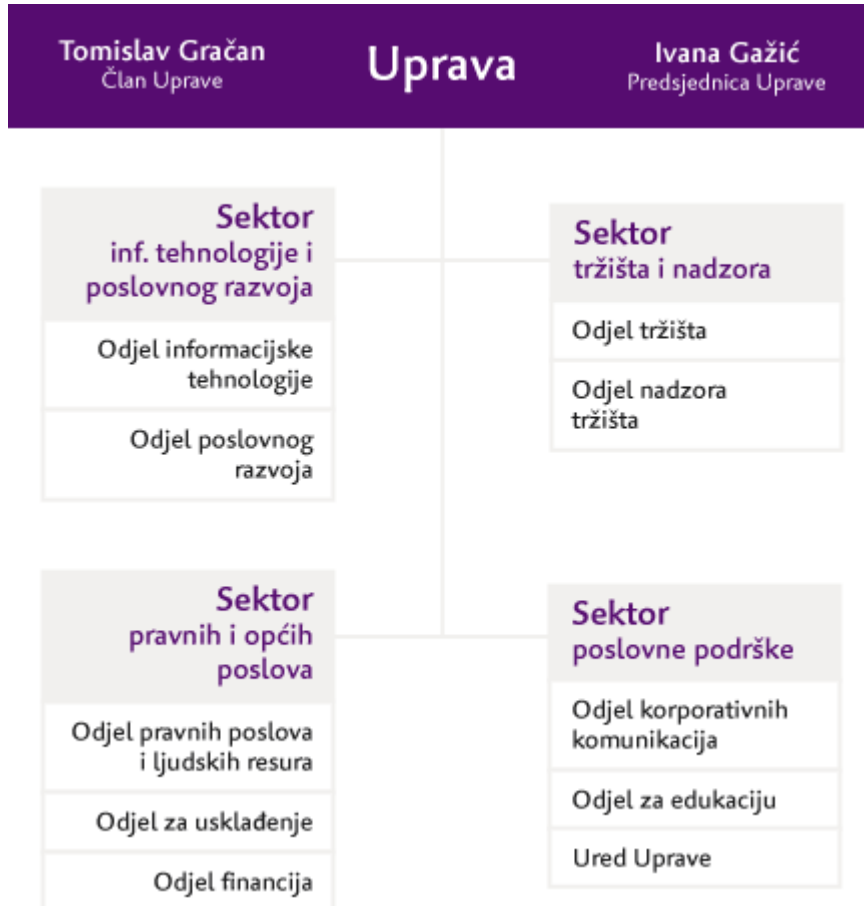 Tomislav Gračan
Član Uprave
Uprava
Ivana Gažić
Predsjednica Uprave
Sektor
inf. tehnologije i
poslovnog razvoja
Odjel informacijske
tehnologije
Odjel poslovnog
razvoja
Sektor
tržišta i nadzora
Odjel tržišta
Odjel nadzora
tržišta
Sektor
pravnih i općih
poslova
Odjel pravnih poslova
i ljudskih resura
Odjel za usklađenje
Odjel financija
Sektor
poslovne podrške
Odjel korporativnih
komunikacija
Odjel za edukaciju
Ured Uprave